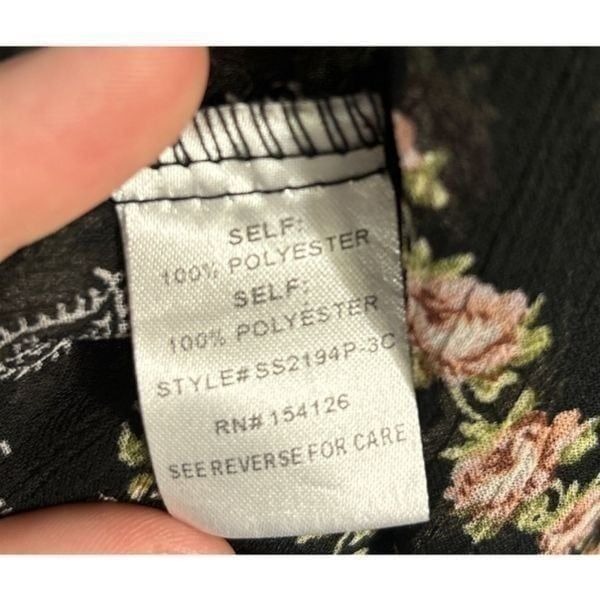 SELF:
100% POLYESTER
SELF:
100% POLYESTER
STYLE# SS2194P-3C
RN# 154126
SEE REVERSE FOR CARE